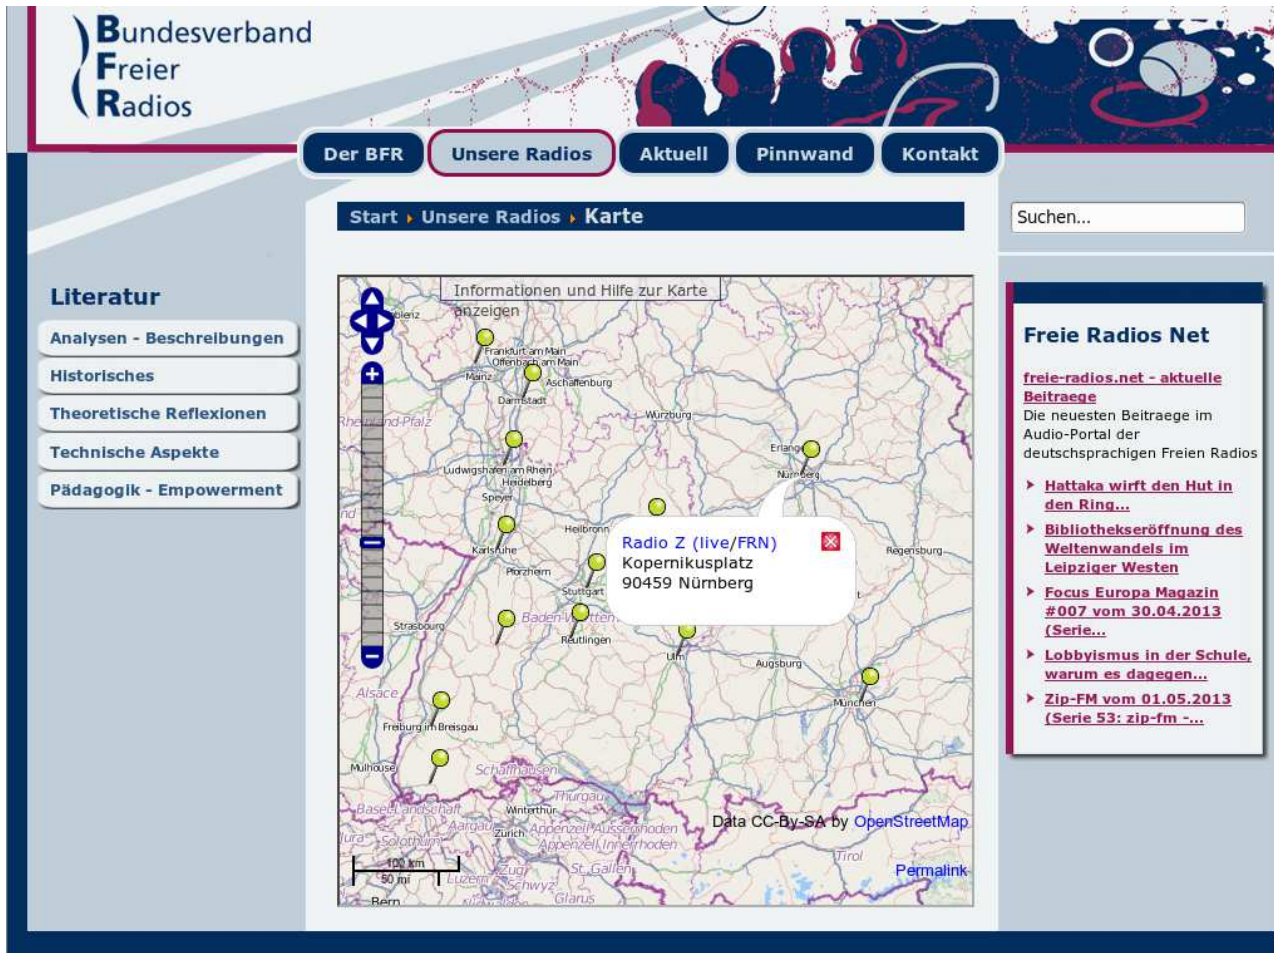 Bundesverband
Freier
Radios
Der BFR
Unsere Radios
Aktuell
Pinnwand
Kontakt
Start
Unsere Radios
Karte
Suchen...
Literatur
Analysen - Beschreibungen
Historisches
Theoretische Reflexionen
Technische Aspekte
Pädagogik - Empowerment
Informationen und Hilfe zur Karte
anzeigen
Frankfurt am Main
Offenbach am Main
Mainz
Aschaffenburg
Darmstadt
Rheinland-Pfalz
Würzburg
Nürnberg
Ludwigshafen am Rhein
Heidelberg
Speyer
Heilbronn
Karlsruhe
Regensburg
Pforzheim
Stuttgart
Strasbourg
Reutlingen
Ulm
Augsburg
München
Alsace
Freiburg im Breisgau
Mulhouse
Schaffhausen
Basel-Landschaft
Thurgau
Winterthur
Aargau
Zürich
Appenzell Ausserrhoden
Jura
Solothurn
Appenzell Innerrhoden
Tirol
Zug
St. Gallen
Luzern
Schwyz
Glarus
Bern
Radio Z (live/FRN)
Kopernikusplatz
90459 Nürnberg
Data CC-By-SA by OpenStreetMap
Permalink
100 km
50 mi
Freie Radios Net
freie-radios.net - aktuelle
Beitraege
Die neuesten Beitraege im
Audio-Portal der
deutschsprachigen Freien Radios
Hattaka wirft den Hut in
den Ring...
Bibliothekseröffnung des
Weltenwandels im
Leipziger Westen
Focus Europa Magazin
#007 vom 30.04.2013
(Serie...
Lobbyismus in der Schule,
warum es dagegen...
Zip-FM vom 01.05.2013
(Serie 53: zip-fm -...